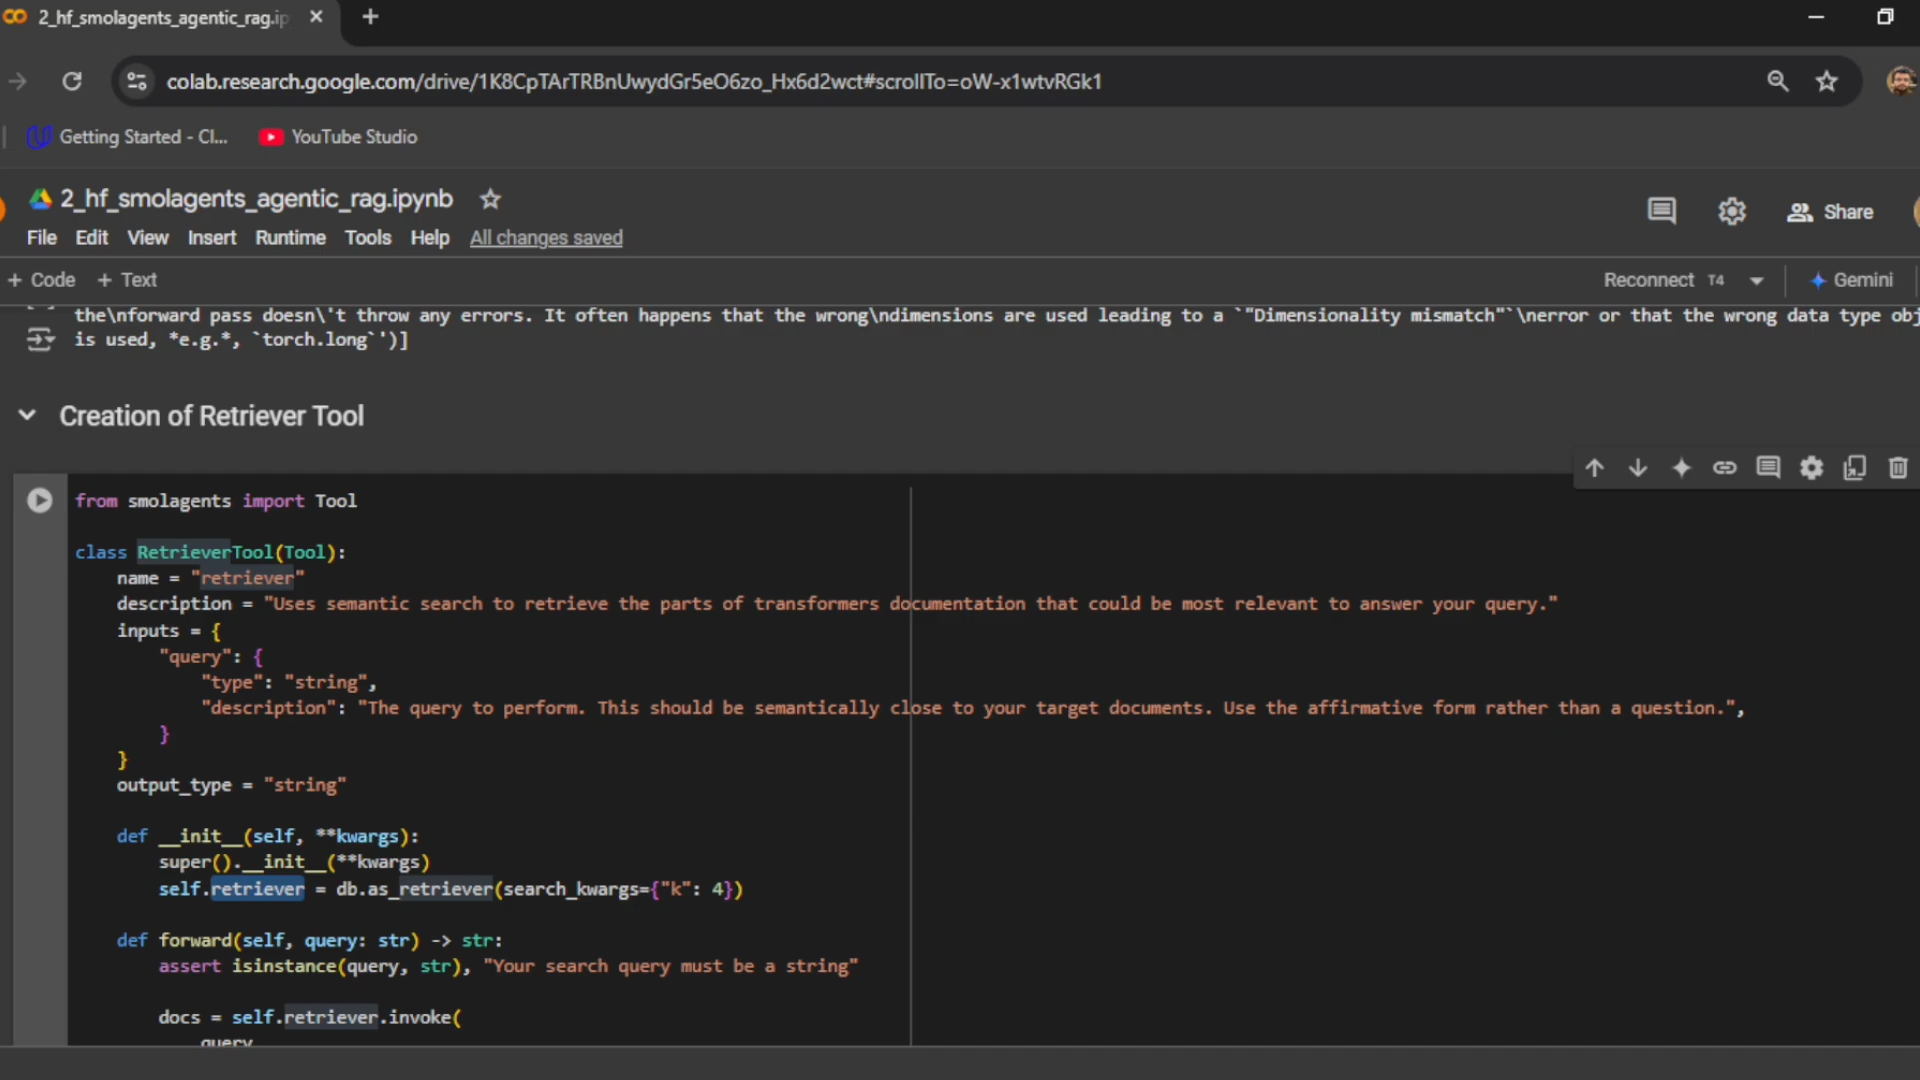 2_hf_smolagents_agentic_rag.ip
colab.research.google.com/drive/1K8CpTArTRBnUwydGr5eO6zo_Hx6d2wct#scrollTo=oW-x1wtvRGk1
Getting Started - Cl...
YouTube Studio
2_hf_smolagents_agentic_rag.ipynb
Share
File Edit View Insert Runtime Tools Help All changes saved
+ Code + Text
Reconnect T4
Gemini
the\nforward pass doesn\'t throw any errors. It often happens that the wrong\ndimensions are used leading to a `"Dimensionality mismatch"`\nerror or that the wrong data type obj
is used, *e.g.*, `torch.long`')]
Creation of Retriever Tool
from smolagents import Tool
class RetrieverTool(Tool):
name = "retriever"
description = "Uses semantic search to retrieve the parts of transformers documentation that could be most relevant to answer your query."
inputs = {
"query": {
"type": "string",
"description": "The query to perform. This should be semantically close to your target documents. Use the affirmative form rather than a question.",
}
}
output_type = "string"
def __init__(self, **kwargs):
super().__init__(**kwargs)
self.retriever = db.as_retriever(search_kwargs={"k": 4})
def forward(self, query: str) -> str:
assert isinstance(query, str), "Your search query must be a string"
docs = self.retriever.invoke(
query